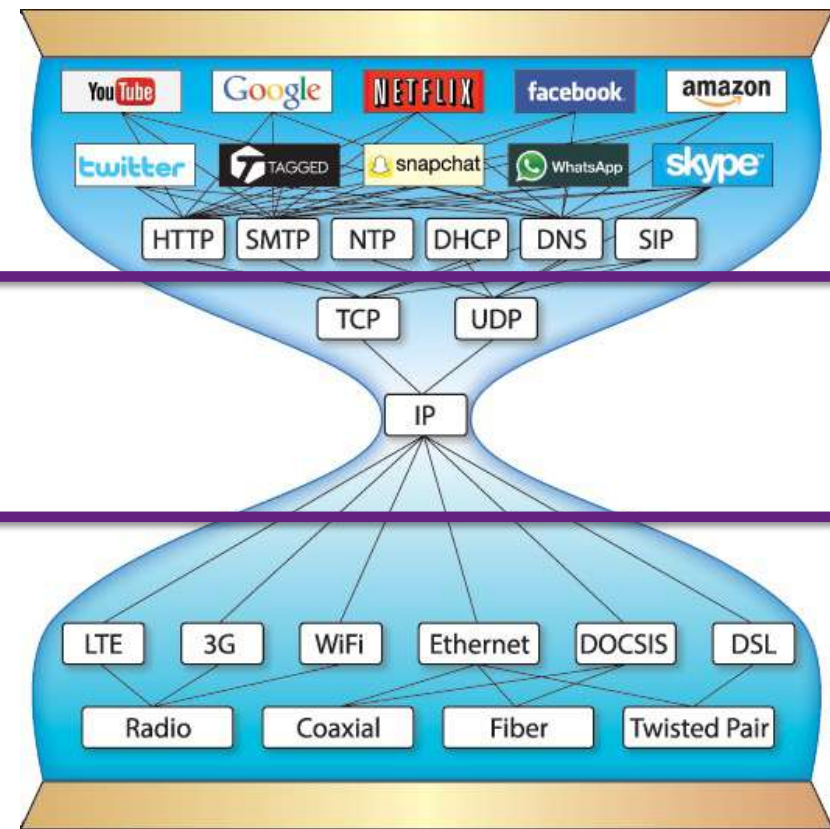 YouTube Google NETFLIX facebook amazon
twitter TAGGED snapchat WhatsApp skype
HTTP SMTP NTP DHCP DNS SIP
TCP UDP
IP
LTE 3G WiFi Ethernet DOCSIS DSL
Radio Coaxial Fiber Twisted Pair